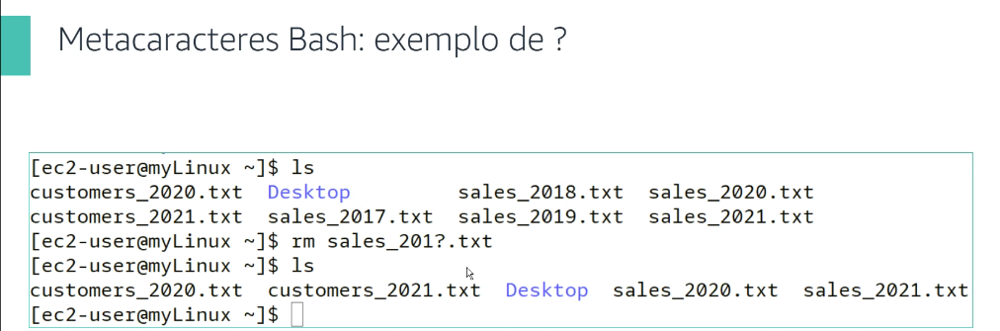 Metacaracteres Bash: exemplo de ?
[ec2-user@myLinux ~]$ ls
customers_2020.txt  Desktop         sales_2018.txt  sales_2020.txt
customers_2021.txt  sales_2017.txt  sales_2019.txt  sales_2021.txt
[ec2-user@myLinux ~]$ rm sales_201?.txt
[ec2-user@myLinux ~]$ ls
customers_2020.txt  customers_2021.txt  Desktop  sales_2020.txt  sales_2021.txt
[ec2-user@myLinux ~]$